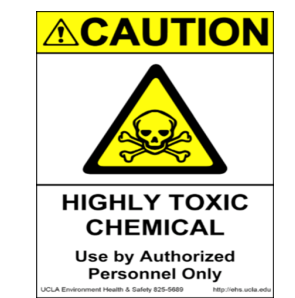 CAUTION
HIGHLY TOXIC
CHEMICAL
Use by Authorized
Personnel Only
UCLA Environment Health & Safety 825-5689 http://ehs.ucla.edu